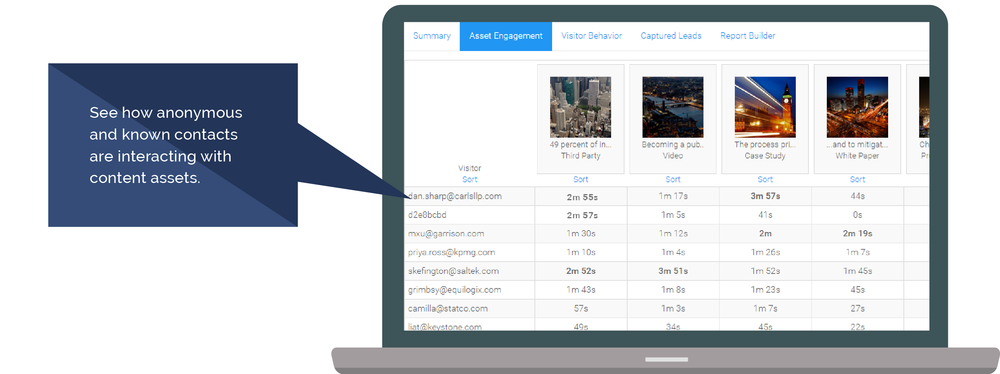 Summary Asset Engagement Visitor Behavior Captured Leads Report Builder
See how anonymous
and known contacts
are interacting with
content assets.
49 percent of in... Becoming a pub... The process pri... ...and to mitigat...
Third Party Video Case Study White Paper
Visitor
Sort Sort Sort Sort Sort
dan.sharp@carlsllp.com 2m 55s 1m 17s 3m 57s 44s
d2e8bcbd 2m 57s 1m 5s 41s 0s
mxu@garrison.com 1m 30s 1m 12s 2m 2m 19s
priya.ross@kpmg.com 1m 10s 1m 4s 1m 26s 1m 7s
skefington@saltek.com 2m 52s 3m 51s 1m 52s 1m 45s
grimbsy@equilogix.com 1m 43s 1m 8s 1m 23s 45s
camilla@statco.com 57s 1m 3s 1m 7s 27s
liat@keystone.com 49s 34s 45s 22s